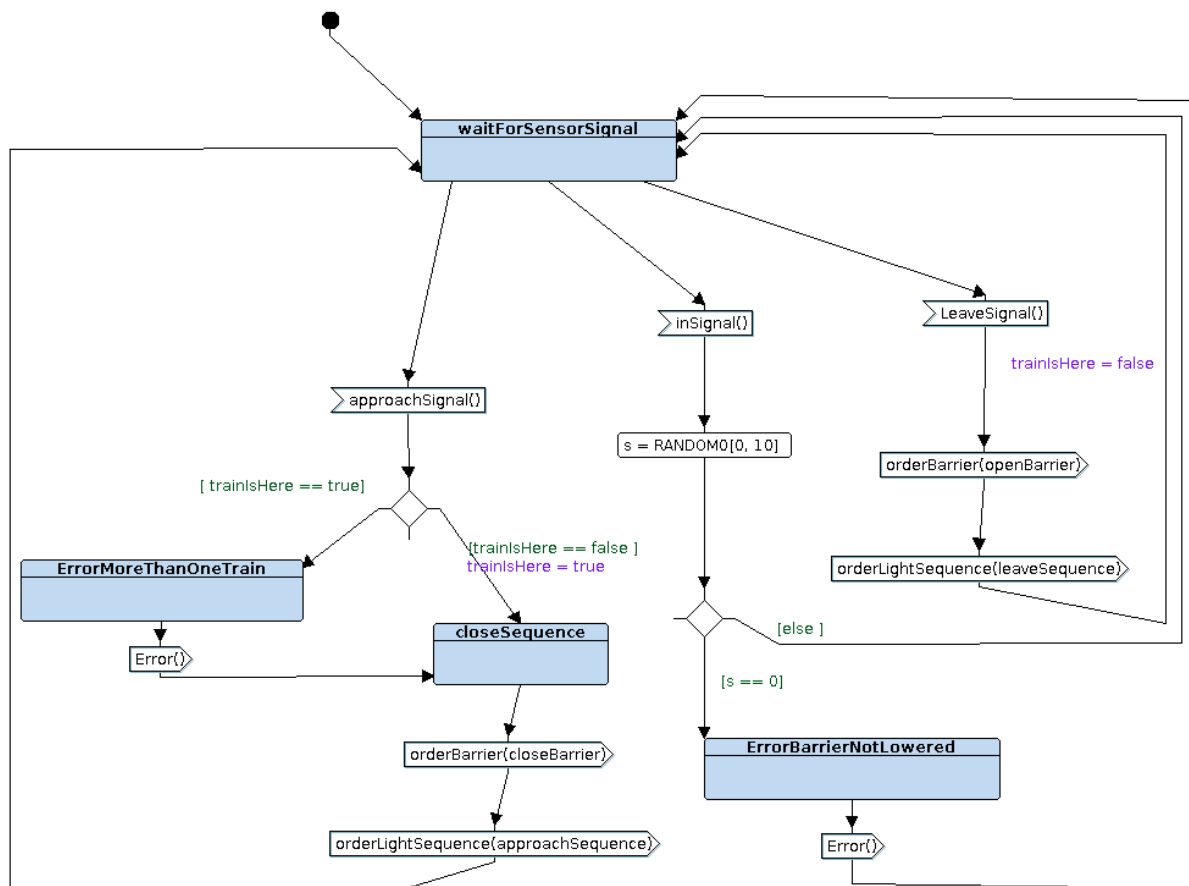 waitForSensorSignal
inSignal()
LeaveSignal()
trainIsHere = false
approachSignal()
s = RANDOM0[0, 10]
orderBarrier(openBarrier)
[ trainIsHere == true]
[trainIsHere == false ]
trainIsHere = true
ErrorMoreThanOneTrain
orderLightSequence(leaveSequence)
closeSequence
[else ]
Error()
[s == 0]
orderBarrier(closeBarrier)
ErrorBarrierNotLowered
orderLightSequence(approachSequence)
Error()